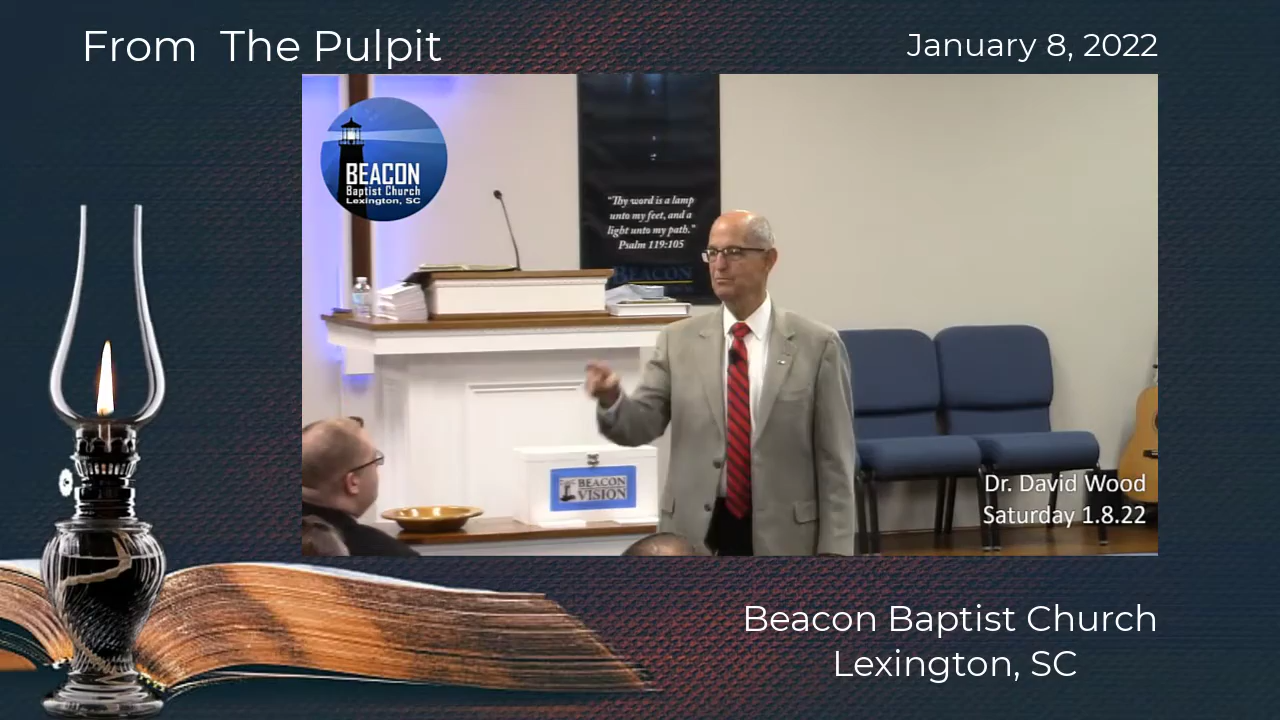 From The Pulpit
January 8, 2022
BEACON
Baptist Church
Lexington, SC
"Thy word is a lamp
unto my feet, and a
light unto my path."
Psalm 119:105
BEACON
BEACON
VISION
Dr. David Wood
Saturday 1.8.22
Beacon Baptist Church
Lexington, SC